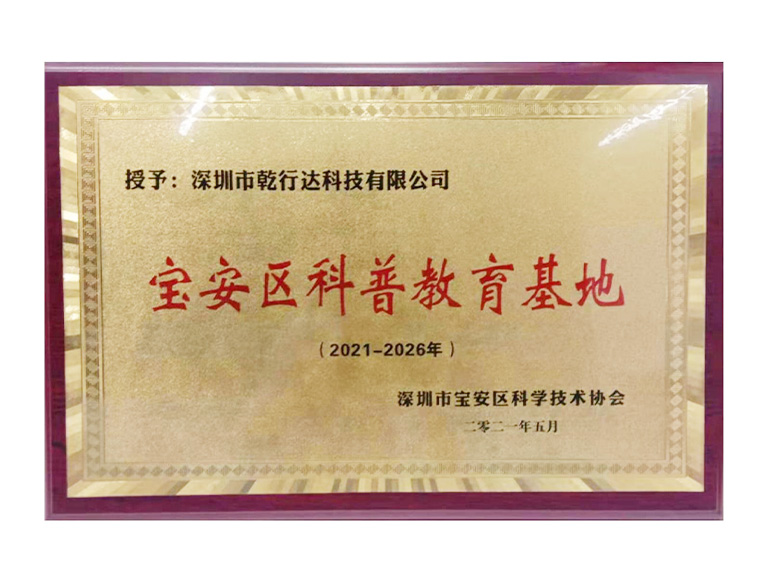 授予：深圳市乾行达科技有限公司
宝安区科普教育基地
（2021-2026年）
深圳市宝安区科学技术协会
二零二一年五月